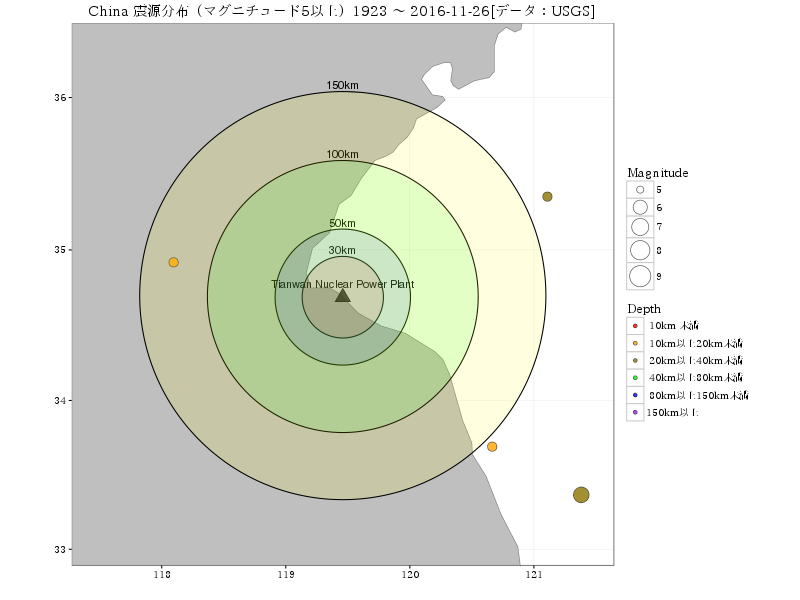 China 震源分布（マグニチュード5以上）1923 ～ 2016-11-26[データ：USGS]
150km
36
100km
50km
35
30km
Tianwan Nuclear Power Plant
34
33
118
119
120
121
Magnitude
5
6
7
8
9
Depth
10km 未満
10km以上20km未満
20km以上40km未満
40km以上80km未満
80km以上150km未満
150km以上